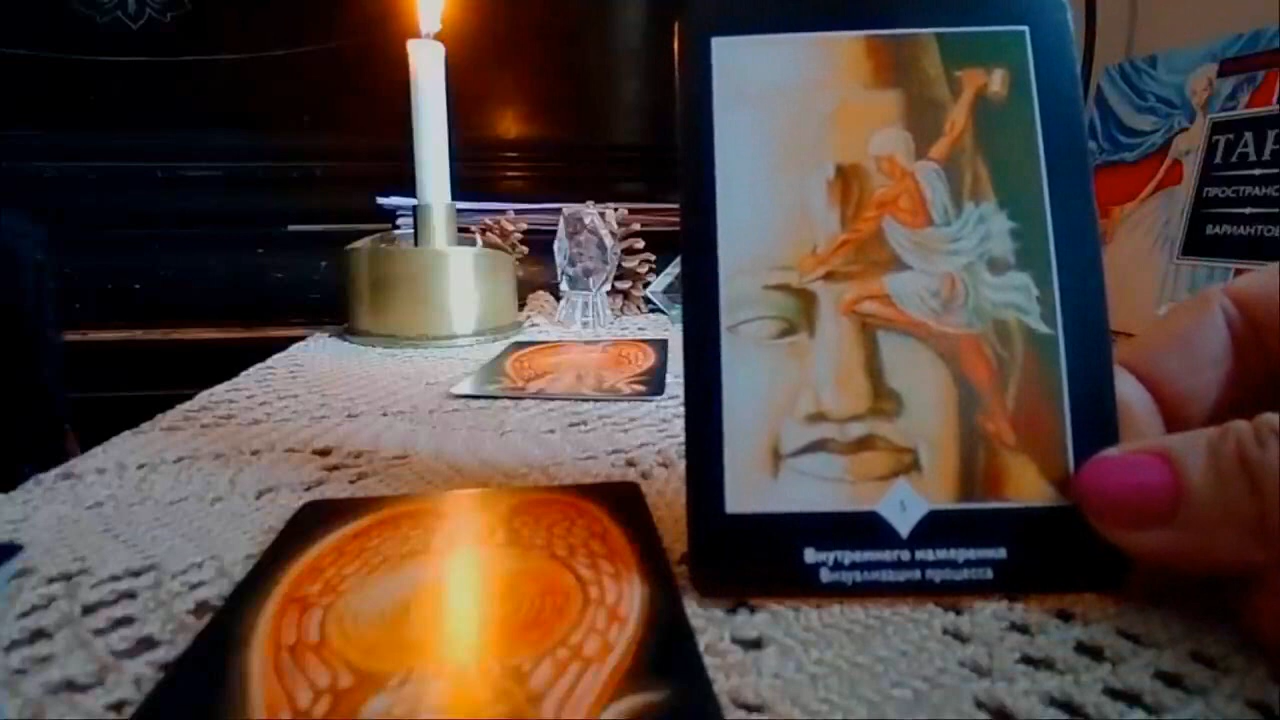 ТАР
ПРОСТРАНС
ВАРИАНТОВ
Внутреннего намерения
Визуализация процесса